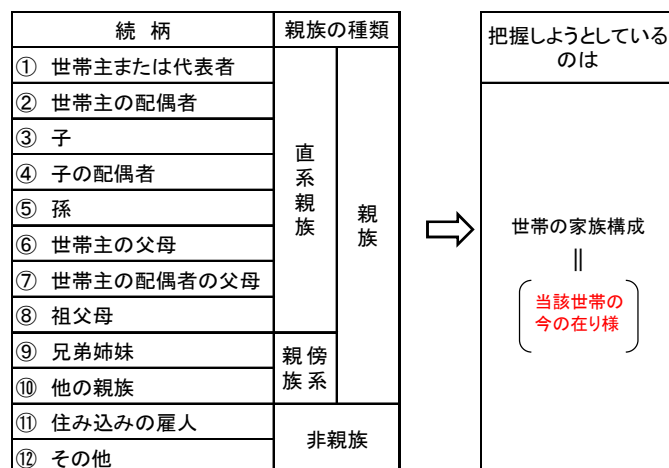 続 柄
親族の種類
① 世帯主または代表者
② 世帯主の配偶者
③ 子
④ 子の配偶者
⑤ 孫
⑥ 世帯主の父母
⑦ 世帯主の配偶者の父母
⑧ 祖父母
⑨ 兄弟姉妹
⑩ 他の親族
⑪ 住み込みの雇人
⑫ その他
直系親族
傍系親族
親族
非親族
把握しようとしている
のは
世帯の家族構成
||
当該世帯の
今の在り様